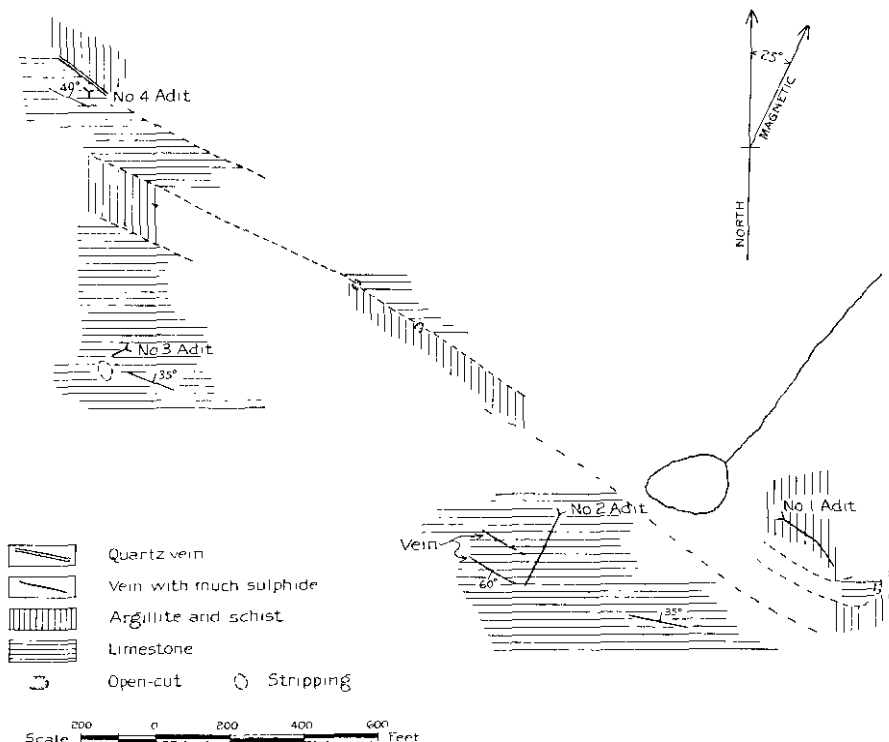 25°
MAGNETIC
NORTH
No 4 Adit
No 3 Adit
35°
No 2 Adit
Vein
60°
35°
No 1 Adit
Quartz vein
Vein with much sulphide
Argillite and schist
Limestone
Open-cut
Stripping
Scale 200 0 200 400 600 Feet